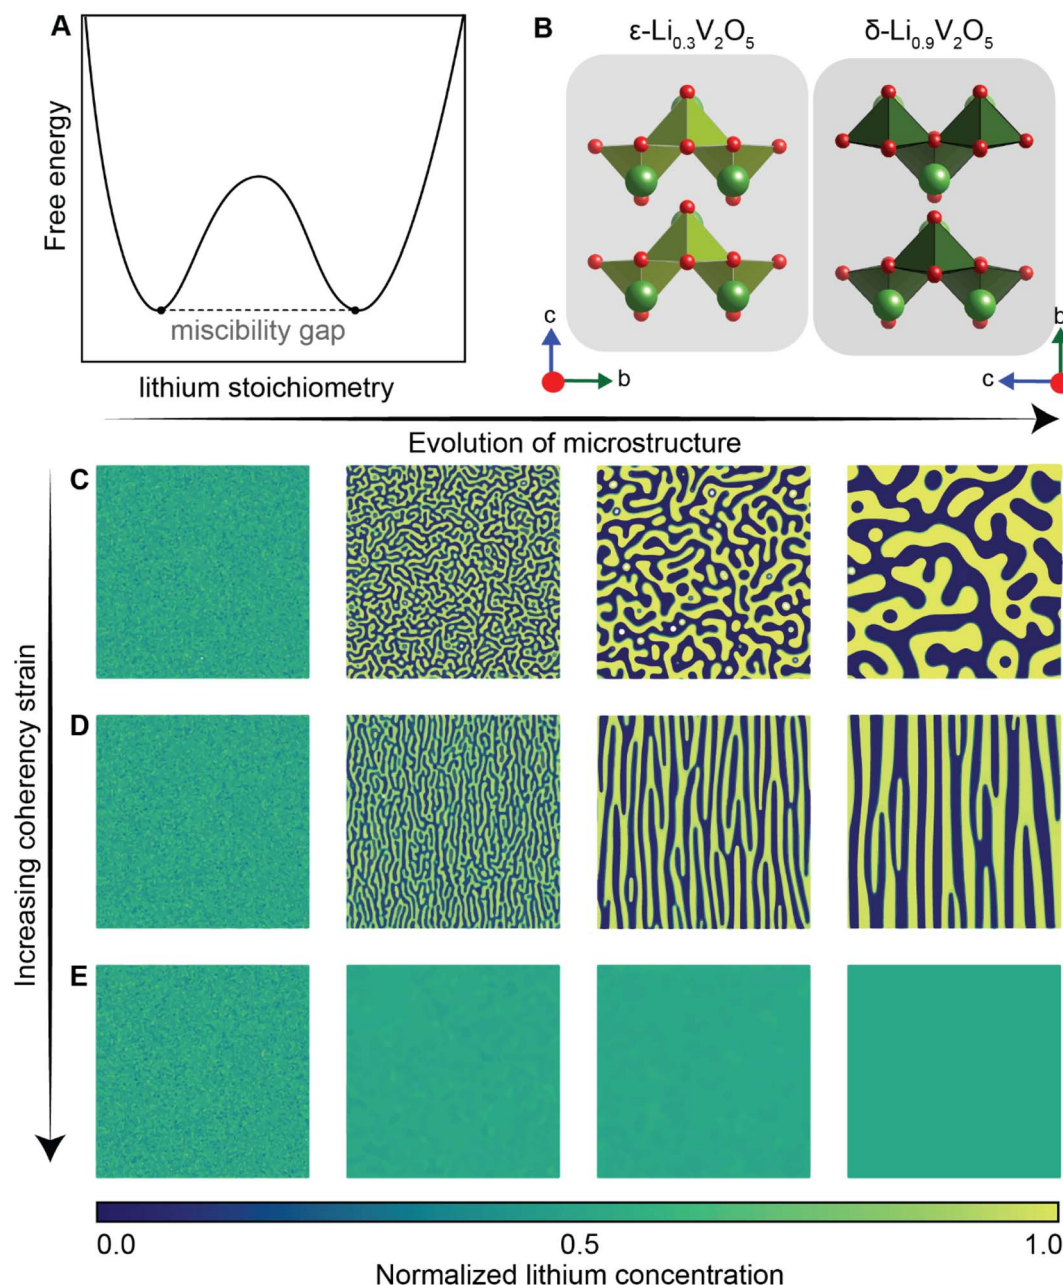 A
Free energy
miscibility gap
lithium stoichiometry
B
ε-Li0.3V2O5
δ-Li0.9V2O5
c
b
b
c
Evolution of microstructure
Increasing coherency strain
C
D
E
0.0
0.5
1.0
Normalized lithium concentration